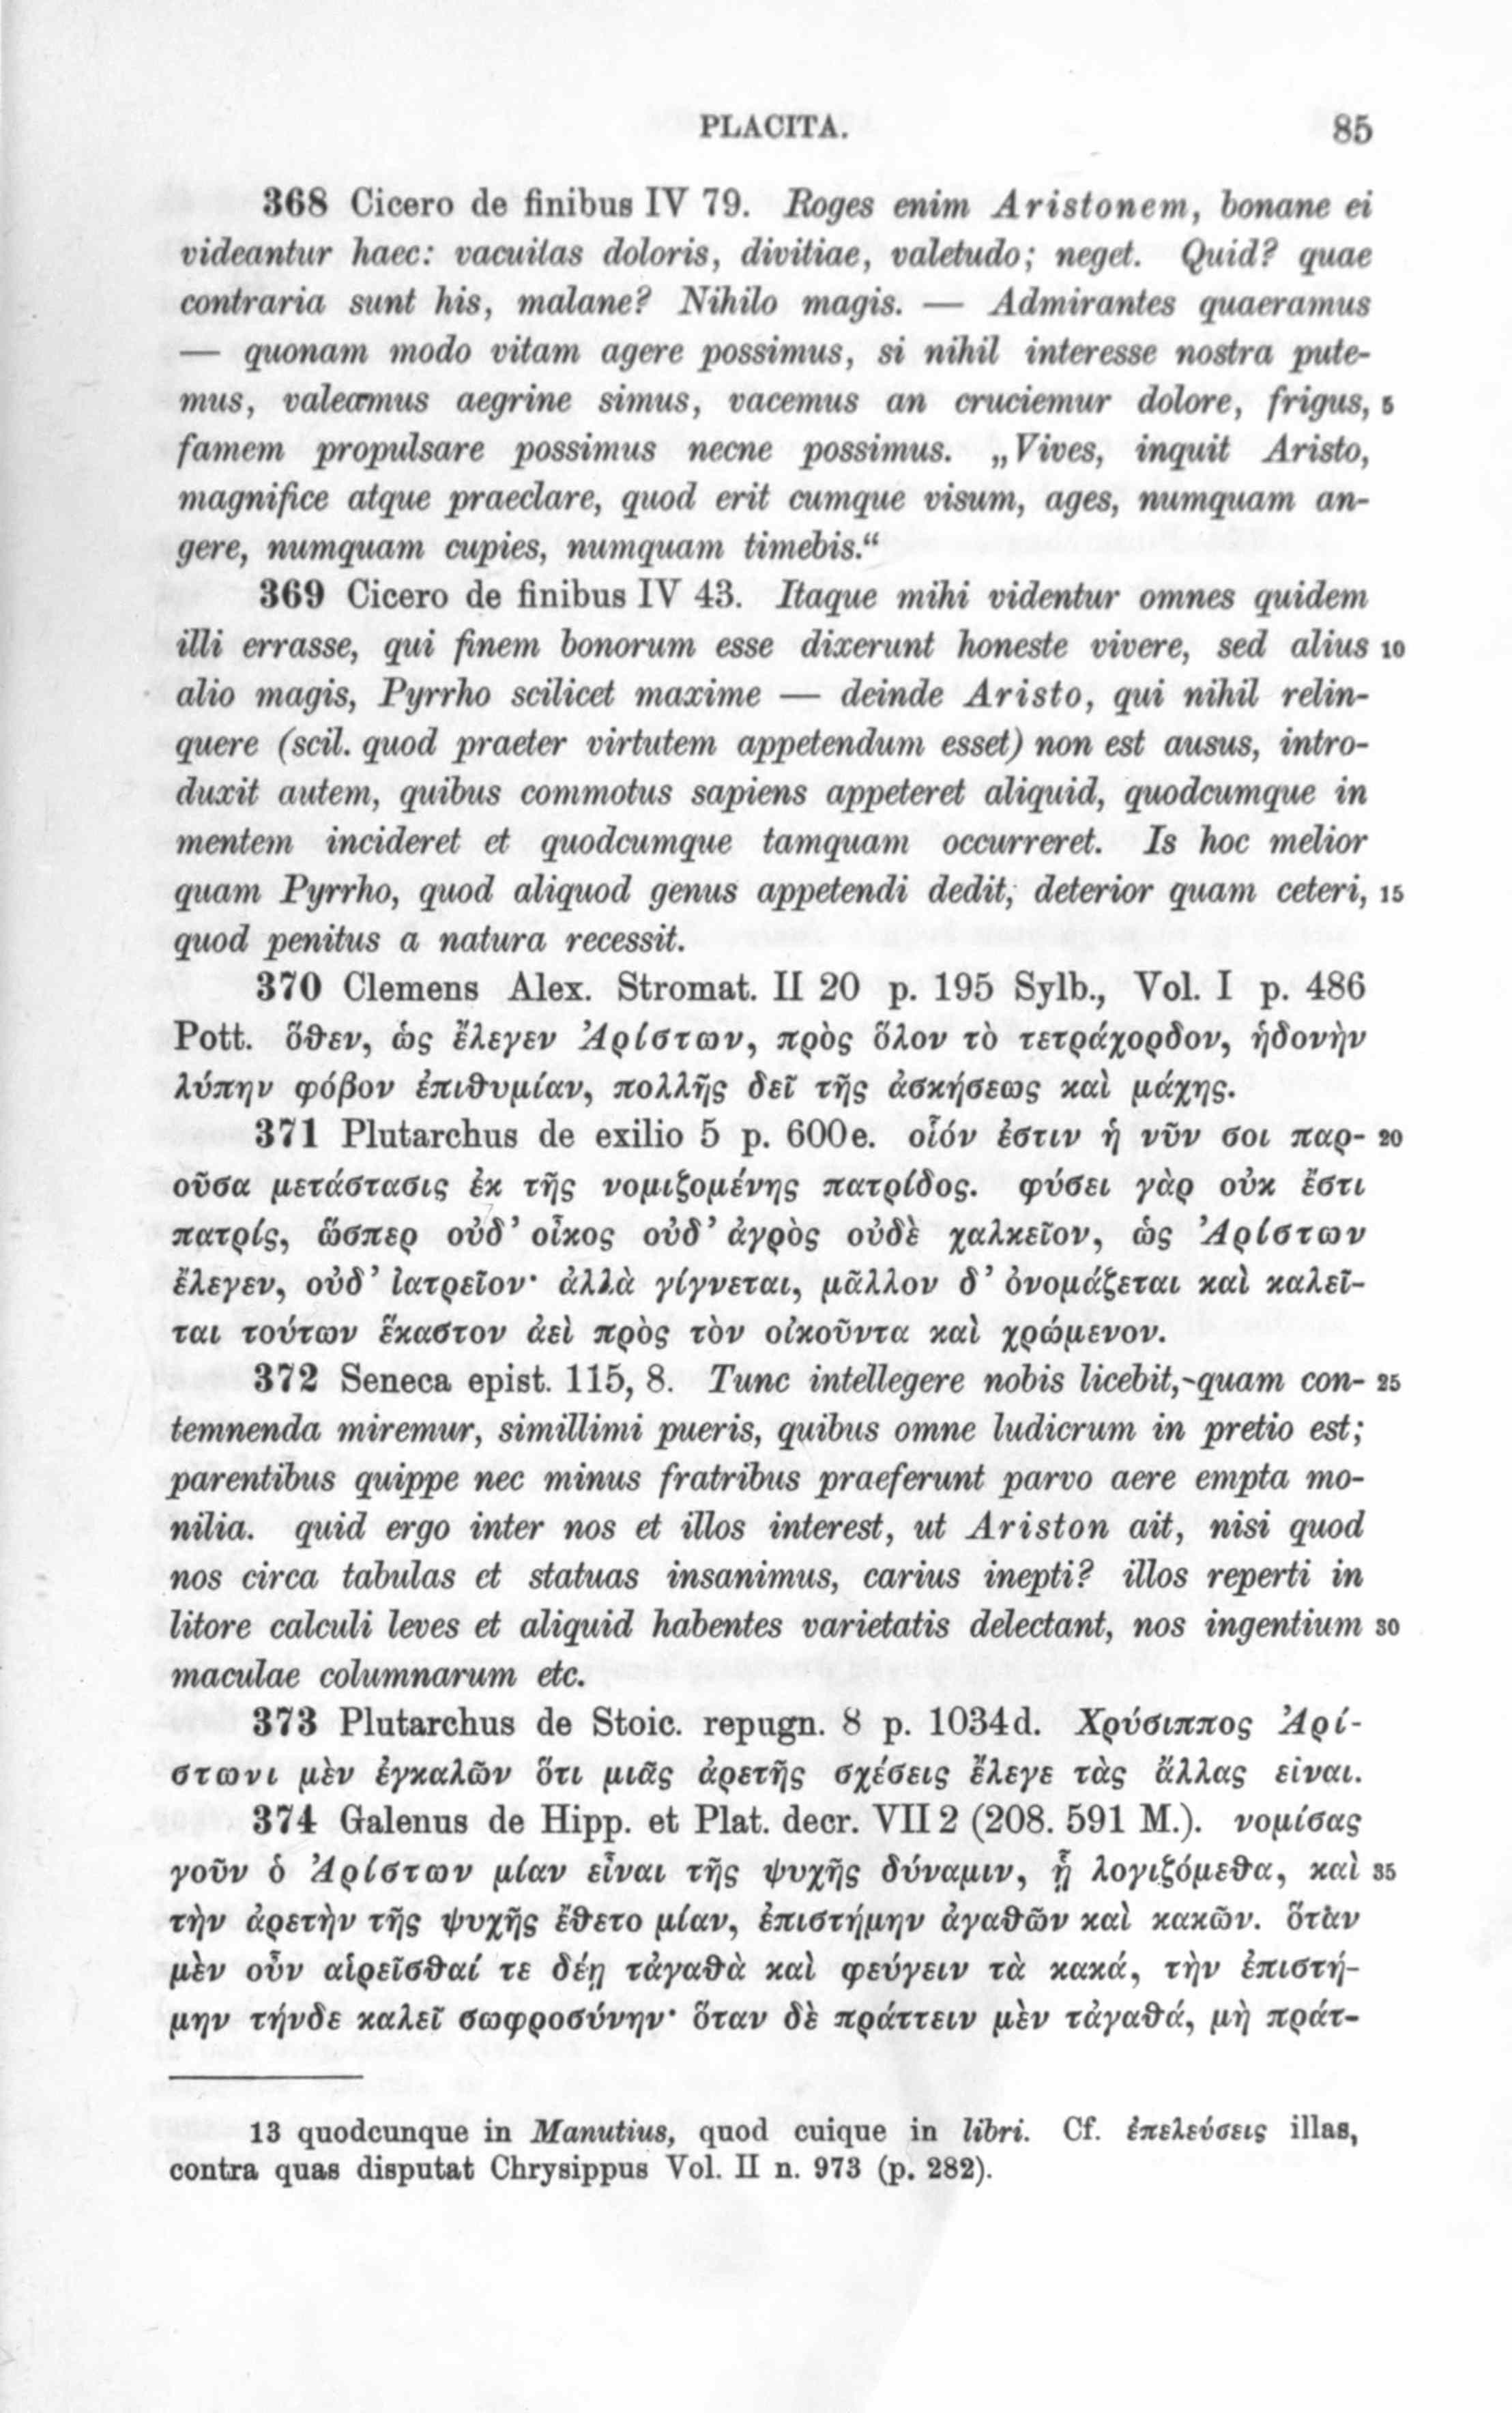 PLACITA. 85
368 Cicero de finibus IV 79. Roges enim Aristonem, bonane ei
videantur haec: vacuitas doloris, divitiae, valetudo; neget. Quid? quae
contraria sunt his, malane? Nihilo magis. — Admirantes quaeramus
— quonam modo vitam agere possimus, si nihil interesse nostra pute-
mus, valeamus aegrine simus, vacemus an cruciemur dolore, frigus, 5
famem propulsare possimus necne possimus. „Vives, inquit Aristo,
magnifice atque praeclare, quod erit cumque visum, ages, numquam an-
gere, numquam cupies, numquam timebis.“
369 Cicero de finibus IV 43. Itaque mihi videntur omnes quidem
illi errasse, qui finem bonorum esse dixerunt honeste vivere, sed alius 10
alio magis, Pyrrho scilicet maxime — deinde Aristo, qui nihil relin-
quere (scil. quod praeter virtutem appetendum esset) non est ausus, intro-
duxit autem, quibus commotus sapiens appeteret aliquid, quodcumque in
mentem incideret et quodcumque tamquam occurreret. Is hoc melior
quam Pyrrho, quod aliquod genus appetendi dedit, deterior quam ceteri, 15
quod penitus a natura recessit.
370 Clemens Alex. Stromat. II 20 p. 195 Sylb., Vol. I p. 486
Pott. ὅθεν, ὡς ἔλεγεν Ἀρίστων, πρὸς ὅλον τὸ τετράχορδον, ἡδονὴν
λύπην φόβον ἐπιθυμίαν, πολλῆς δεῖ τῆς ἀσκήσεως καὶ μάχης.
371 Plutarchus de exilio 5 p. 600e. οἷόν ἐστιν ἡ νῦν σοι παρ- 20
οῦσα μετάστασις ἐκ τῆς νομιζομένης πατρίδος. φύσει γὰρ οὐκ ἔστι
πατρίς, ὥσπερ οὐδ’ οἶκος οὐδ’ ἀγρὸς οὐδὲ χαλκεῖον, ὡς Ἀρίστων
ἔλεγεν, οὐδ’ ἰατρεῖον· ἀλλὰ γίγνεται, μᾶλλον δ’ ὀνομάζεται καὶ καλεῖ-
ται τούτων ἕκαστον ἀεὶ πρὸς τὸν οἰκοῦντα καὶ χρώμενον.
372 Seneca epist. 115, 8. Tunc intellegere nobis licebit, quam con- 25
temnenda miremur, simillimi pueris, quibus omne ludicrum in pretio est;
parentibus quippe nec minus fratribus praeferunt parvo aere empta mo-
nilia. quid ergo inter nos et illos interest, ut Ariston ait, nisi quod
nos circa tabulas et statuas insanimus, carius inepti? illos reperti in
litore calculi leves et aliquid habentes varietatis delectant, nos ingentium 30
maculae columnarum etc.
373 Plutarchus de Stoic. repugn. 8 p. 1034d. Χρύσιππος Ἀρί-
στωνι μὲν ἐγκαλῶν ὅτι μιᾶς ἀρετῆς σχέσεις ἔλεγε τὰς ἄλλας εἶναι.
374 Galenus de Hipp. et Plat. decr. VII 2 (208. 591 M.). νομίσας
γοῦν ὁ Ἀρίστων μίαν εἶναι τῆς ψυχῆς δύναμιν, ᾗ λογιζόμεθα, καὶ 35
τὴν ἀρετὴν τῆς ψυχῆς ἔθετο μίαν, ἐπιστήμην ἀγαθῶν καὶ κακῶν. ὅταν
μὲν οὖν αἱρεῖσθαί τε δέῃ τἀγαθὰ καὶ φεύγειν τὰ κακά, τὴν ἐπιστή-
μην τήνδε καλεῖ σωφροσύνην· ὅταν δὲ πράττειν μὲν τἀγαθά, μὴ πράτ-
13 quodcunque in Manutius, quod cuique in libri. Cf. ἐπελεύσεις illas,
contra quas disputat Chrysippus Vol. II n. 973 (p. 282).